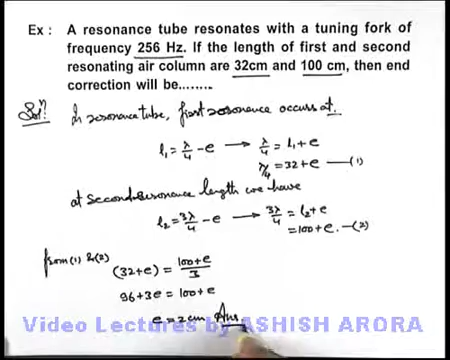 Ex : A resonance tube resonates with a tuning fork of
frequency 256 Hz. If the length of first and second
resonating air column are 32cm and 100 cm, then end
correction will be........
Solⁿ. In resonance tube, first resonance occurs at.
l₁ = λ/4 - e → λ/4 = l₁ + e
λ/4 = 32 + e —(1)
at second resonance length we have
l₂ = 3λ/4 - e → 3λ/4 = l₂ + e
= 100 + e. —(2)
from (1) & (2)
(32+e) = 100+e/3
96+3e = 100+e
e = 2cm Ans.
Video Lectures by ASHISH ARORA